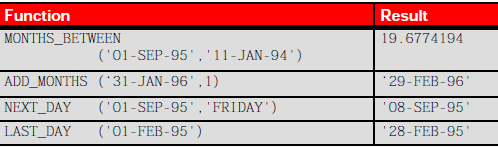 Function Result
MONTHS_BETWEEN 19.6774194
('01-SEP-95','11-JAN-94')
ADD_MONTHS (‘31-JAN-96',1) ‘29-FEB-96'
NEXT_DAY ('01-SEP-95','FRIDAY') '08-SEP-95'
LAST_DAY ('01-FEB-95') '28-FEB-95'